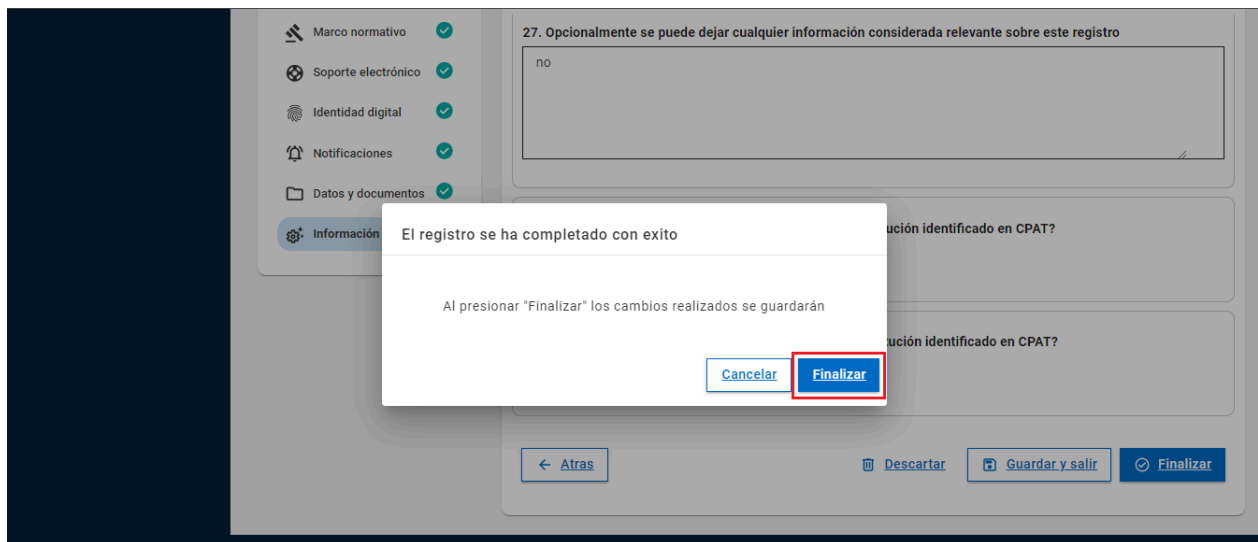 Marco normativo
Soporte electrónico
Identidad digital
Notificaciones
Datos y documentos
Información
27. Opcionalmente se puede dejar cualquier información considerada relevante sobre este registro
no
ución identificado en CPAT?
El registro se ha completado con exito
Al presionar "Finalizar" los cambios realizados se guardarán
ución identificado en CPAT?
Cancelar Finalizar
Atras Descartar Guardar y salir Finalizar